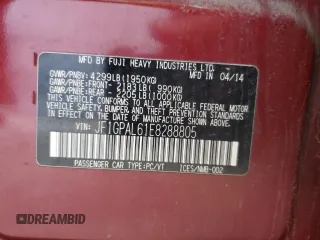 MFD BY FUJI HEAVY INDUSTRIES LTD.
MFD IN 04/14
GVWR/PNBV: 4299LB(1950KG)
GAWR/PNBE:FRONT- 2183LB( 990KG)
GAWR/PNBE:REAR - 2205LB(1000KG)
THIS VEHICLE CONFORMS TO ALL APPLICABLE
FEDERAL MOTOR VEHICLE SAFETY, BUMPER, AND
THEFT PREVENTION STANDARDS IN EFFECT ON
THE DATE OF MANUFACTURE SHOWN ABOVE.
JF1GPAL61E8288805
PASSENGER CAR TYPE:PC/VT
ICES/NMB-002
DREAMBID